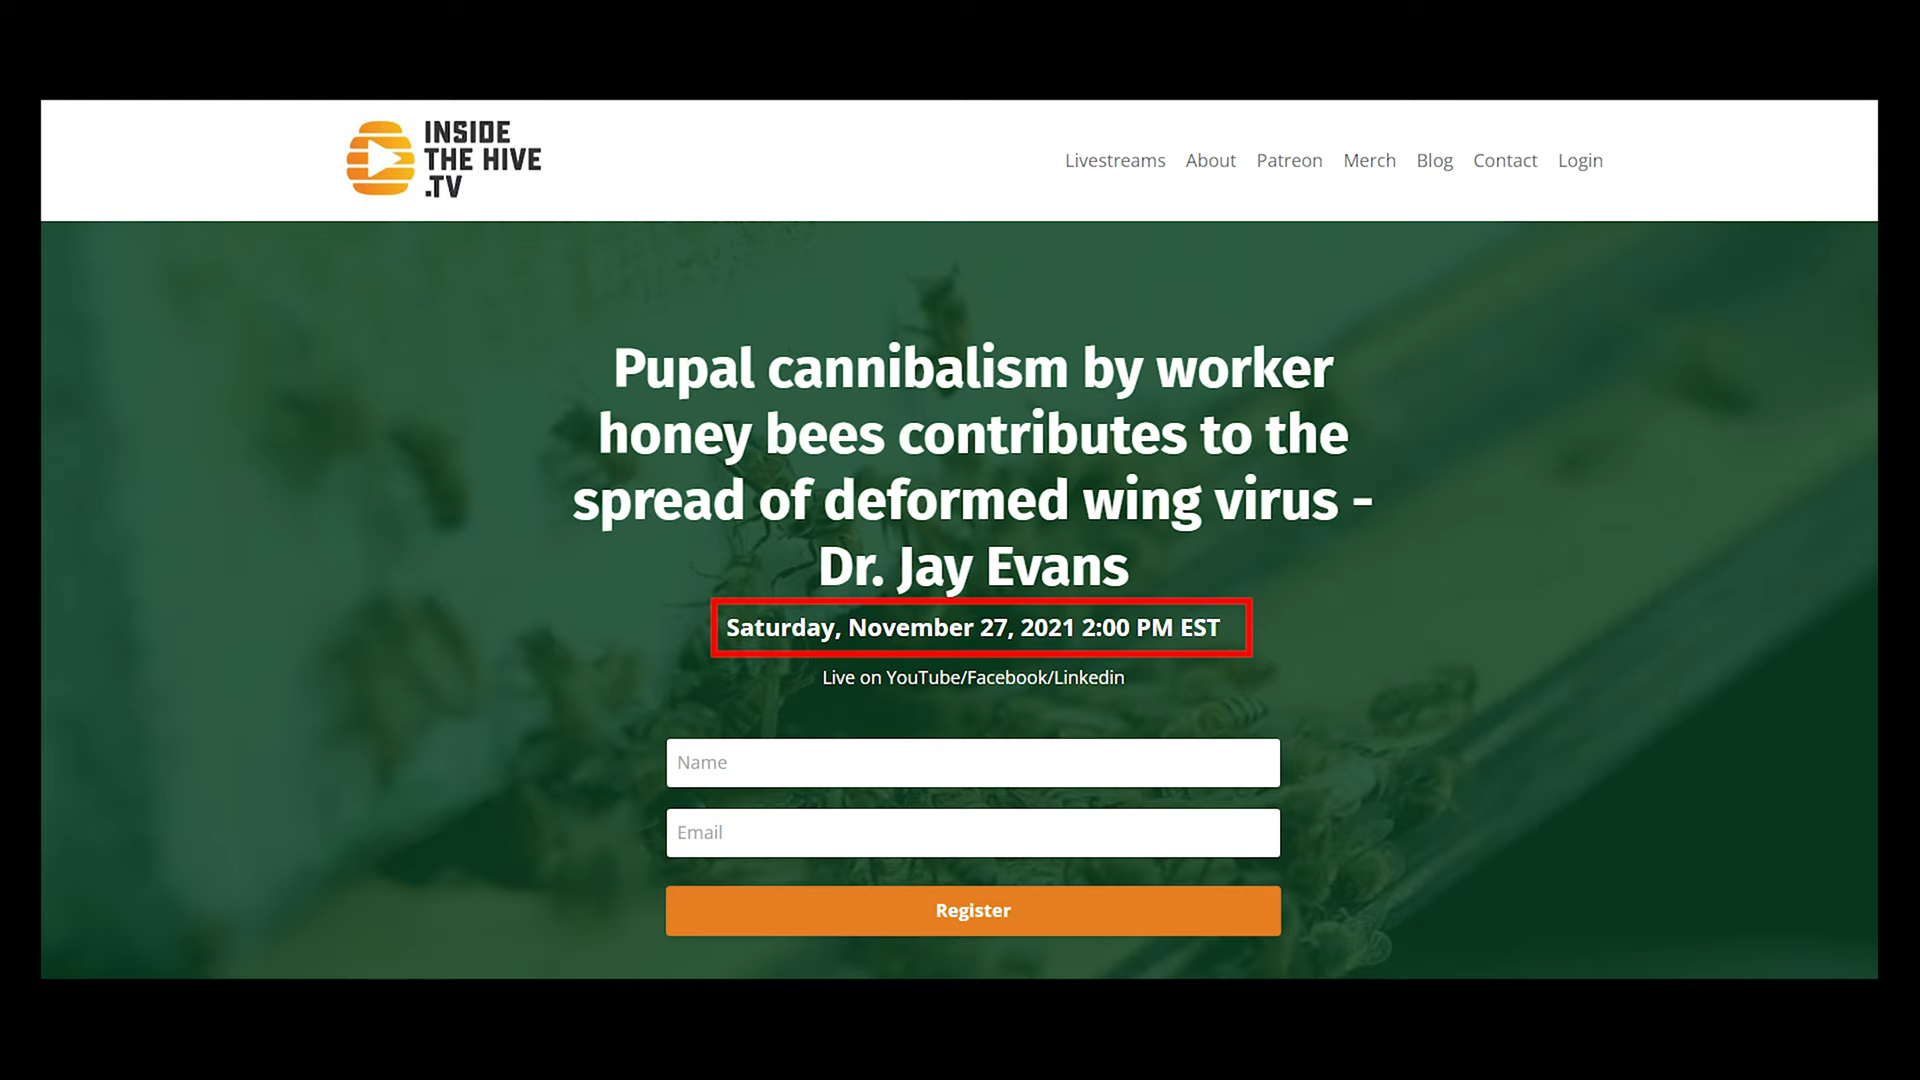 INSIDE
THE HIVE
.TV
Livestreams About Patreon Merch Blog Contact Login
Pupal cannibalism by worker
honey bees contributes to the
spread of deformed wing virus -
Dr. Jay Evans
Saturday, November 27, 2021 2:00 PM EST
Live on YouTube/Facebook/Linkedin
Name
Email
Register